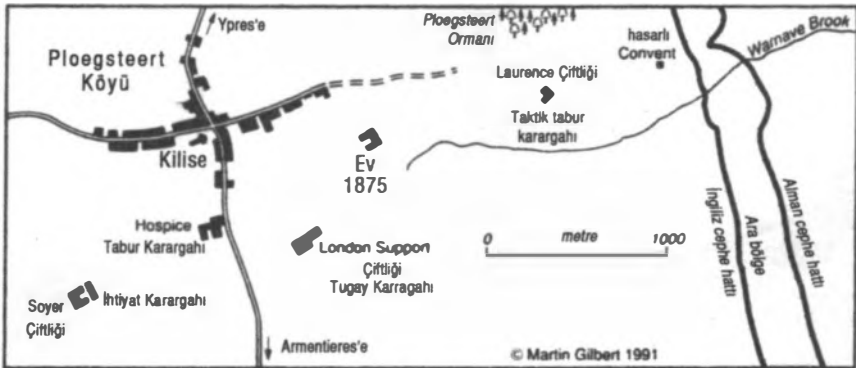 Ypres'e
Ploegsteert
Köyü
Kilise
Ploegsteert
Ormanı
hasarlı
Convent
Warnave Brook
Laurence Çiftliği
Taktik tabur
karargahı
Ev
1875
Hospice
Tabur Karargahı
London Support
Çiftliği
Tugay Karragahı
0 metre 1000
Soyer
Çiftliği
İhtiyat Karargahı
Armentieres'e
İngiliz cephe hattı
Ara bölge
Alman cephe hattı
© Martin Gilbert 1991